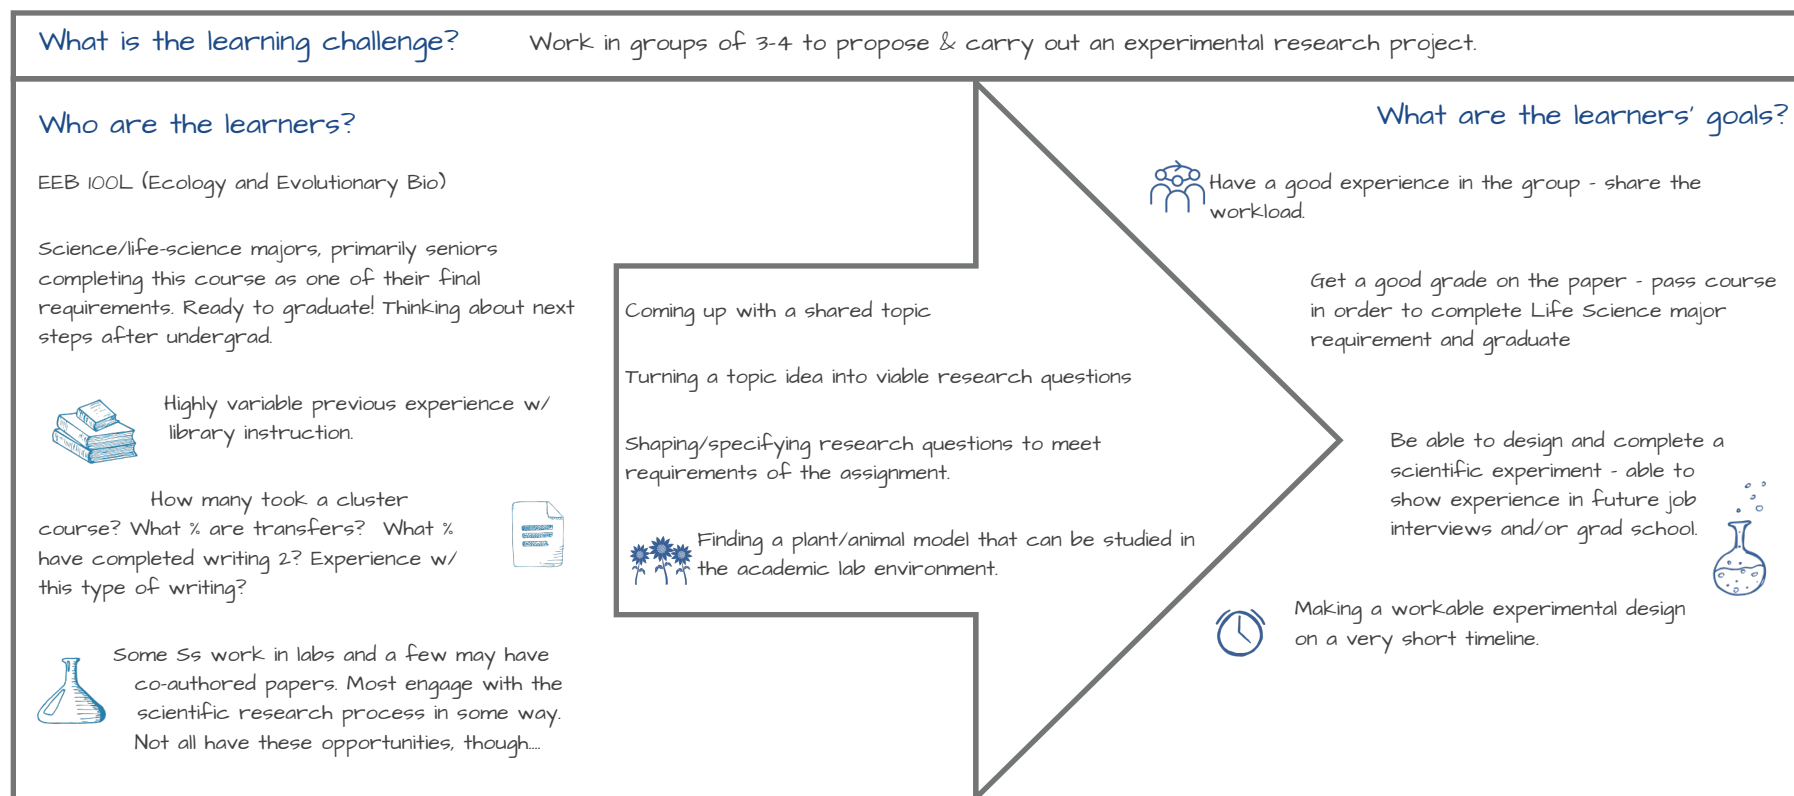 What is the learning challenge? Work in groups of 3-4 to propose & carry out an experimental research project.
Who are the learners?
EEB 100L (Ecology and Evolutionary Bio)
Science/life-science majors, primarily seniors
completing this course as one of their final
requirements. Ready to graduate! Thinking about next
steps after undergrad.
Highly variable previous experience w/
library instruction.
How many took a cluster
course? What % are transfers? What %
have completed writing 2? Experience w/
this type of writing?
Some Ss work in labs and a few may have
co-authored papers. Most engage with the
scientific research process in some way.
Not all have these opportunities, though....
Coming up with a shared topic
Turning a topic idea into viable research questions
Shaping/specifying research questions to meet
requirements of the assignment.
Finding a plant/animal model that can be studied in
the academic lab environment.
What are the learners' goals?
Have a good experience in the group - share the
workload.
Get a good grade on the paper - pass course
in order to complete Life Science major
requirement and graduate
Be able to design and complete a
scientific experiment - able to
show experience in future job
interviews and/or grad school.
Making a workable experimental design
on a very short timeline.